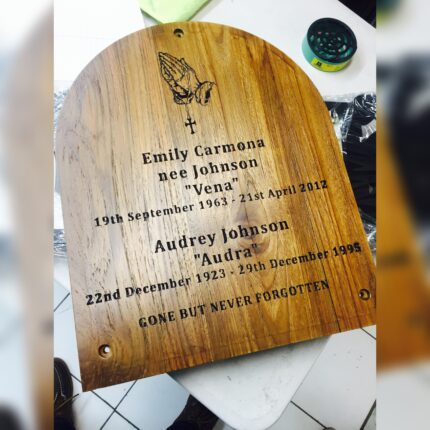 Emily Carmona
nee Johnson
"Vena"
19th September 1963 - 21st April 2012
Audrey Johnson
"Audra"
22nd December 1923 - 29th December 1995
GONE BUT NEVER FORGOTTEN